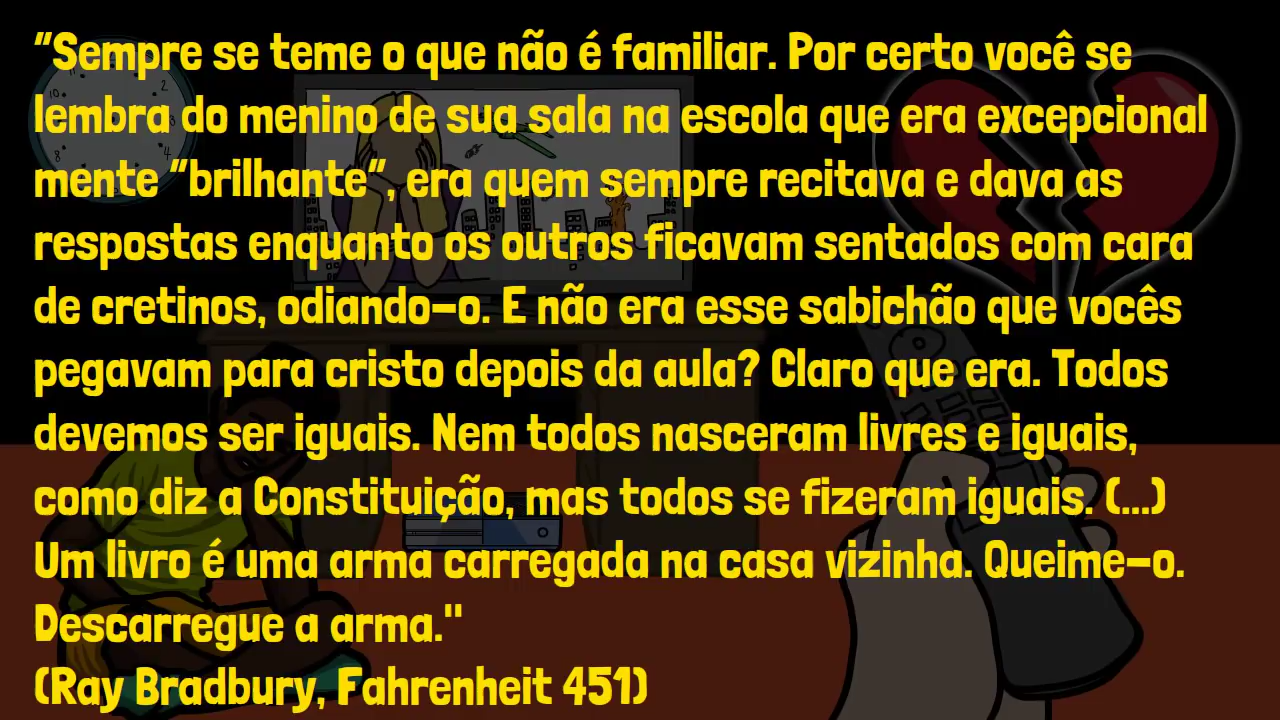 “Sempre se teme o que não é familiar. Por certo você se
lembra do menino de sua sala na escola que era excepcional
mente “brilhante”, era quem sempre recitava e dava as
respostas enquanto os outros ficavam sentados com cara
de cretinos, odiando-o. E não era esse sabichão que vocês
pegavam para cristo depois da aula? Claro que era. Todos
devemos ser iguais. Nem todos nasceram livres e iguais,
como diz a Constituição, mas todos se fizeram iguais. (...)
Um livro é uma arma carregada na casa vizinha. Queime-o.
Descarregue a arma."
(Ray Bradbury, Fahrenheit 451)